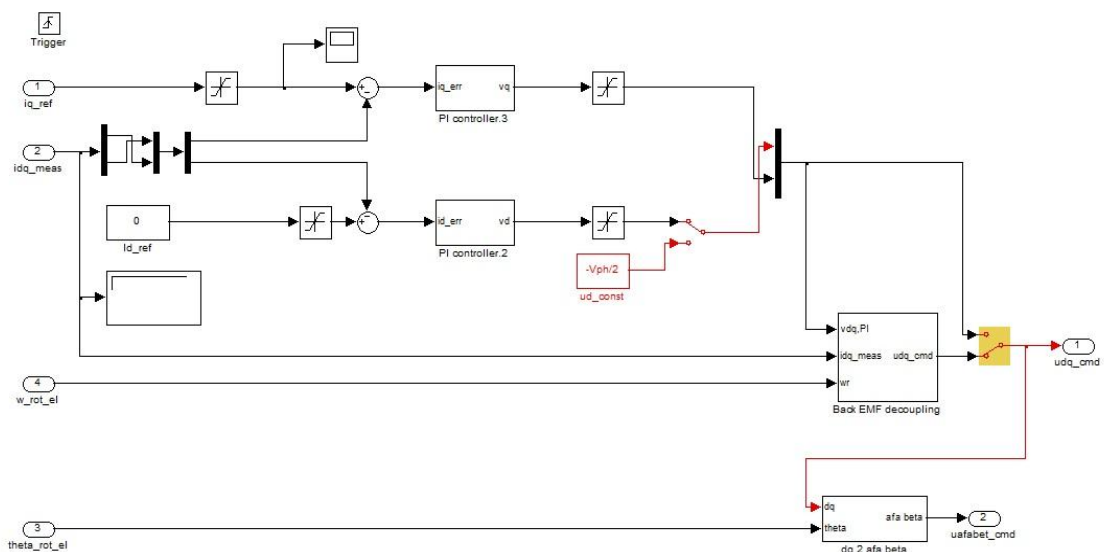 Trigger
1
iq_ref
iq_err
vq
PI controller.3
2
idq_meas
0
Id_ref
id_err
vd
PI controller.2
-Vph/2
ud_const
vdq,PI
idq_meas
udq_cmd
wr
Back EMF decoupling
1
udq_cmd
4
w_rot_el
3
theta_rot_el
dq
afa beta
theta
dq 2 afa beta
2
uafabet_cmd